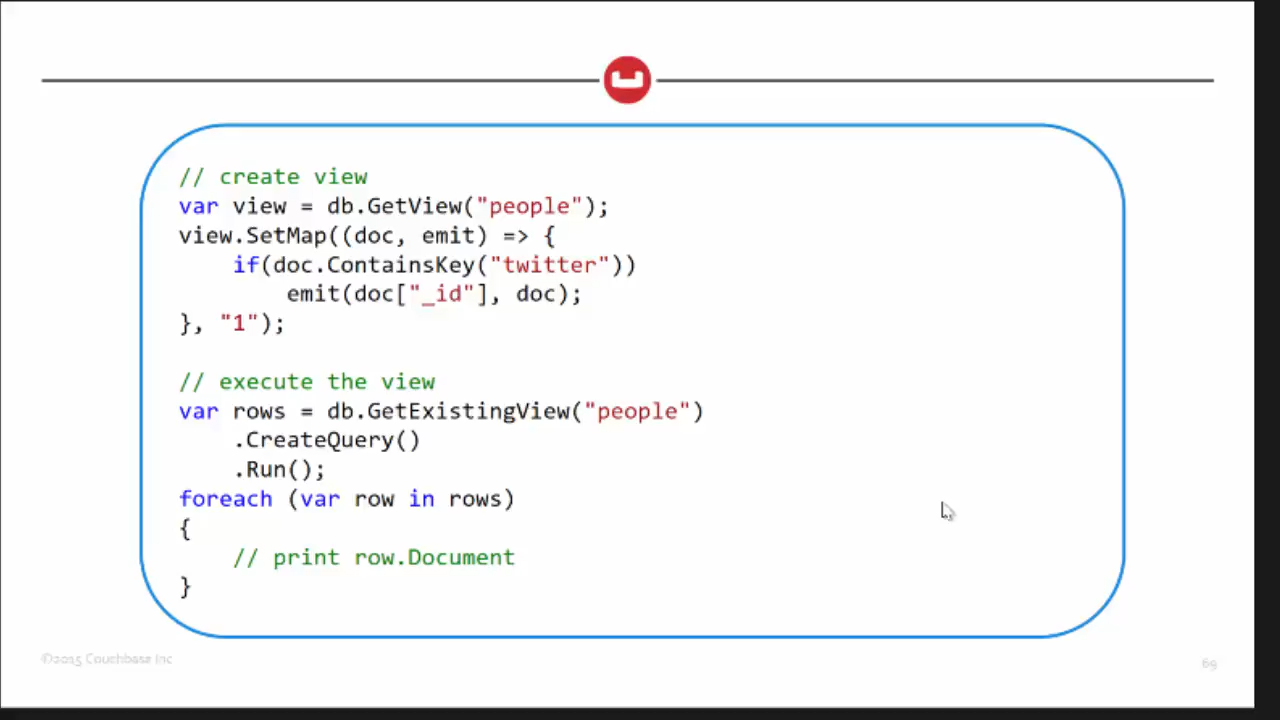 // create view
var view = db.GetView("people");
view.SetMap((doc, emit) => {
    if(doc.ContainsKey("twitter"))
        emit(doc["_id"], doc);
}, "1");
// execute the view
var rows = db.GetExistingView("people")
    .CreateQuery()
    .Run();
foreach (var row in rows)
{
    // print row.Document
}
©2015 Couchbase Inc
69